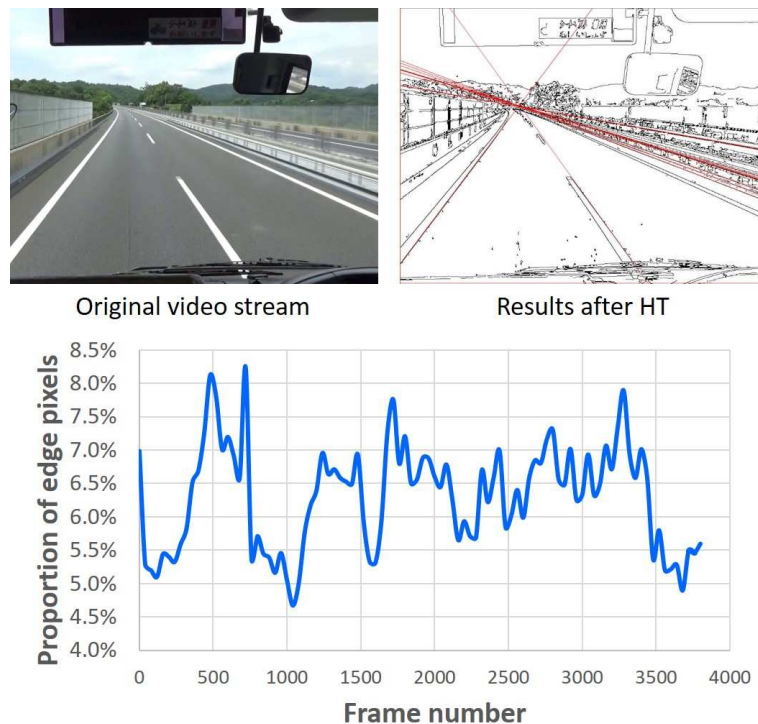 Original video stream
Results after HT
8.5%
8.0%
7.5%
7.0%
6.5%
6.0%
5.5%
5.0%
4.5%
4.0%
Proportion of edge pixels
0 500 1000 1500 2000 2500 3000 3500 4000
Frame number